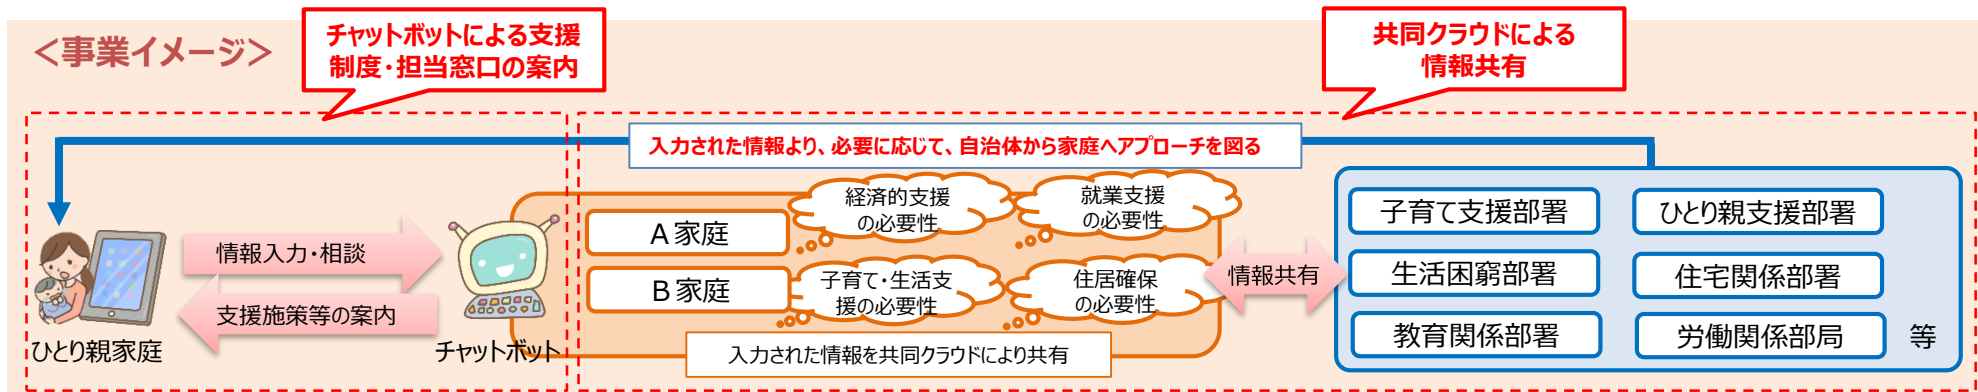 ＜事業イメージ＞
チャットボットによる支援
制度・担当窓口の案内
共同クラウドによる
情報共有
入力された情報より、必要に応じて、自治体から家庭へアプローチを図る
情報入力・相談
支援施策等の案内
ひとり親家庭
チャットボット
Ａ家庭
Ｂ家庭
経済的支援
の必要性
就業支援
の必要性
子育て・生活支
援の必要性
住居確保
の必要性
入力された情報を共同クラウドにより共有
情報共有
子育て支援部署
ひとり親支援部署
生活困窮部署
住宅関係部署
教育関係部署
労働関係部局
等